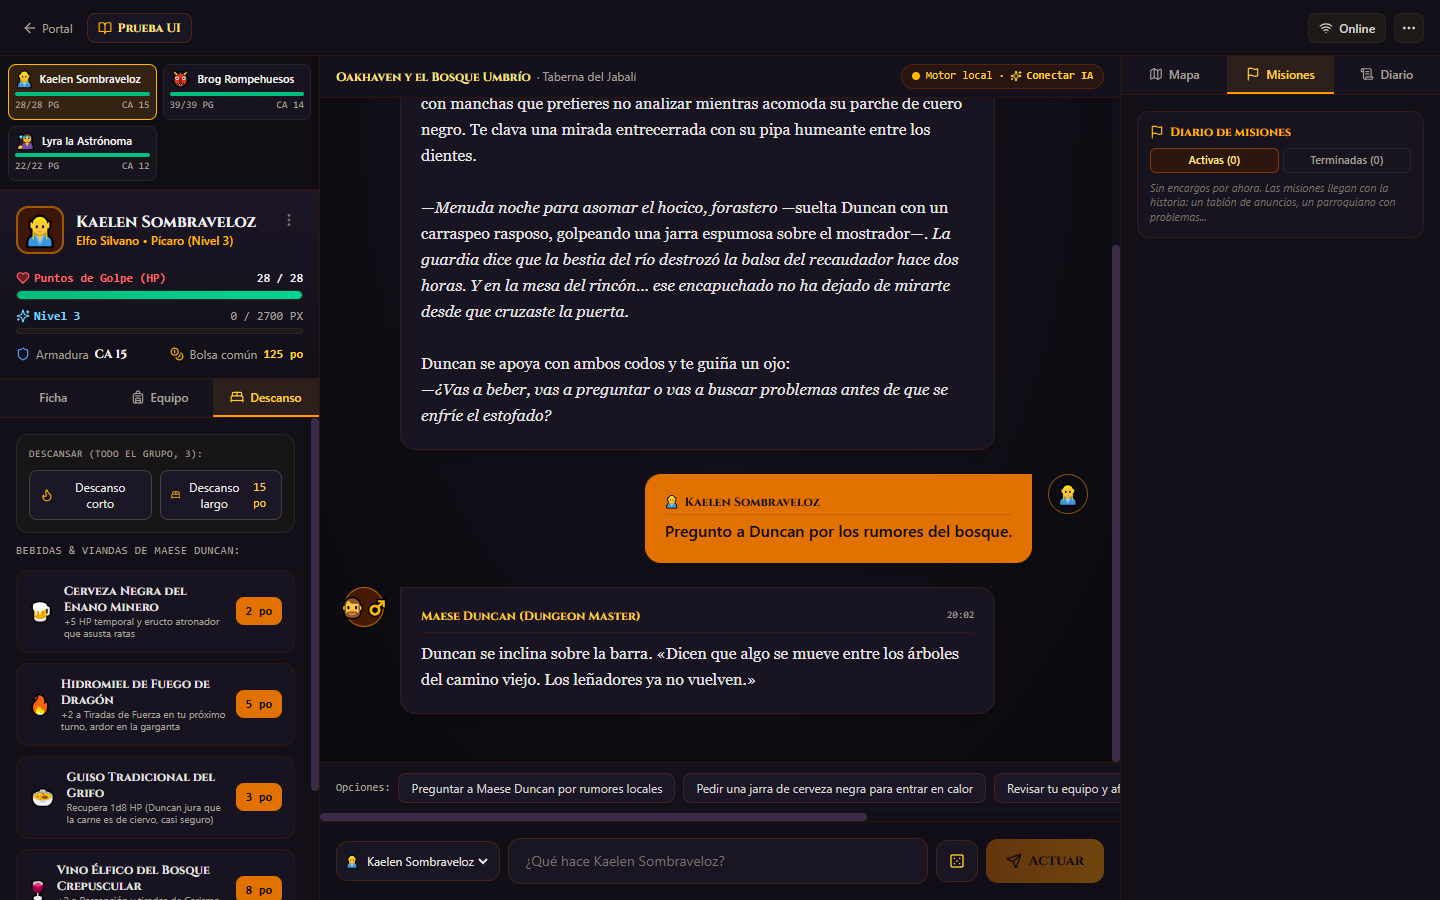 Portal
Prueba UI
Online
Kaelen Sombraveloz
28/28 PG
CA 15
Brog Rompehuesos
39/39 PG
CA 14
Lyra la Astrónoma
22/22 PG
CA 12
Kaelen Sombraveloz
Elfo Silvano • Pícaro (Nivel 3)
Puntos de Golpe (HP)
28 / 28
Nivel 3
0 / 2700 PX
Armadura CA 15
Bolsa común 125 po
Ficha
Equipo
Descanso
DESCANSAR (TODO EL GRUPO, 3):
Descanso
corto
Descanso
largo
15
po
BEBIDAS & VIANDAS DE MAESE DUNCAN:
Cerveza Negra del
Enano Minero
+5 HP temporal y eructo atronador
que asusta ratas
2 po
Hidromiel de Fuego de
Dragón
+2 a Tiradas de Fuerza en tu próximo
turno, ardor en la garganta
5 po
Guiso Tradicional del
Grifo
Recupera 1d8 HP (Duncan jura que
la carne es de ciervo, casi seguro)
3 po
Vino Élfico del Bosque
Crepuscular
8 po
Oakhaven y el Bosque Umbrío · Taberna del Jabalí
Motor local · Conectar IA
con manchas que prefieres no analizar mientras acomoda su parche de cuero
negro. Te clava una mirada entrecerrada con su pipa humeante entre los
dientes.
—Menuda noche para asomar el hocico, forastero —suelta Duncan con un
carraspeo rasposo, golpeando una jarra espumosa sobre el mostrador—. La
guardia dice que la bestia del río destrozó la balsa del recaudador hace dos
horas. Y en la mesa del rincón... ese encapuchado no ha dejado de mirarte
desde que cruzaste la puerta.
Duncan se apoya con ambos codos y te guiña un ojo:
—¿Vas a beber, vas a preguntar o vas a buscar problemas antes de que se
enfríe el estofado?
Kaelen Sombraveloz
Pregunto a Duncan por los rumores del bosque.
Maese Duncan (Dungeon Master)
20:02
Duncan se inclina sobre la barra. «Dicen que algo se mueve entre los árboles
del camino viejo. Los leñadores ya no vuelven.»
Opciones:
Preguntar a Maese Duncan por rumores locales
Pedir una jarra de cerveza negra para entrar en calor
Revisar tu equipo y af
Kaelen Sombraveloz
¿Qué hace Kaelen Sombraveloz?
Actuar
Mapa
Misiones
Diario
Diario de misiones
Activas (0)
Terminadas (0)
Sin encargos por ahora. Las misiones llegan con la
historia: un tablón de anuncios, un parroquiano con
problemas...